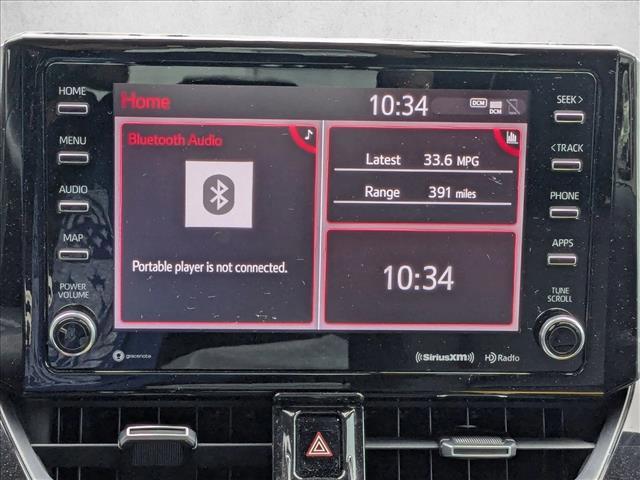 HOME
MENU
AUDIO
MAP
POWER
VOLUME
Home
10:34
DCM
DCM
Bluetooth Audio
Portable player is not connected.
Latest 33.6 MPG
Range 391 miles
10:34
SEEK >
< TRACK
PHONE
APPS
TUNE
SCROLL
gracenote
((SiriusXM))
HD Radio